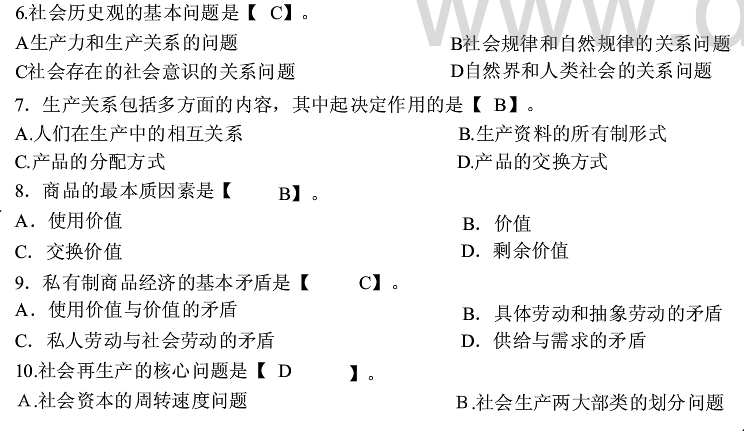 6.社会历史观的基本问题是【 C】。
A生产力和生产关系的问题 B社会规律和自然规律的关系问题
C社会存在的社会意识的关系问题 D自然界和人类社会的关系问题
7．生产关系包括多方面的内容，其中起决定作用的是【 B】。
A.人们在生产中的相互关系 B.生产资料的所有制形式
C.产品的分配方式 D.产品的交换方式
8．商品的最本质因素是【 B】。
A．使用价值 B．价值
C．交换价值 D．剩余价值
9．私有制商品经济的基本矛盾是【 C】。
A．使用价值与价值的矛盾 B．具体劳动和抽象劳动的矛盾
C．私人劳动与社会劳动的矛盾 D．供给与需求的矛盾
10.社会再生产的核心问题是【 D 】。
A.社会资本的周转速度问题 B.社会生产两大部类的划分问题